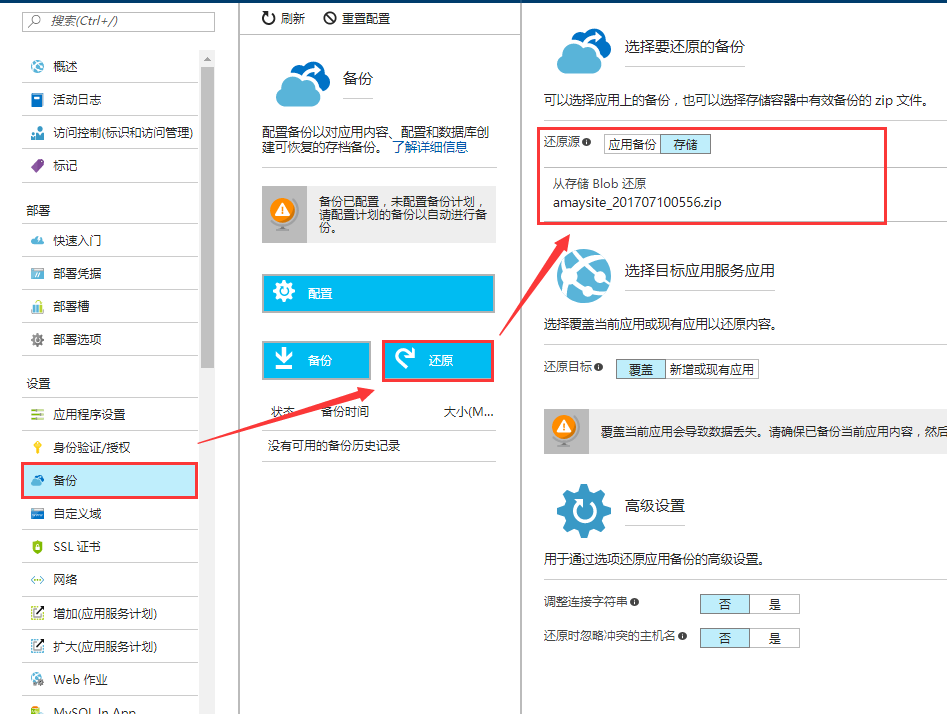 搜索(Ctrl+/)
概述
活动日志
访问控制(标识和访问管理)
标记
部署
快速入门
部署凭据
部署槽
部署选项
设置
应用程序设置
身份验证/授权
备份
自定义域
SSL 证书
网络
增加(应用服务计划)
扩大(应用服务计划)
Web 作业
MySQL In App
刷新
重置配置
备份
配置备份以对应用内容、配置和数据库创
建可恢复的存档备份。 了解详细信息
备份已配置，未配置备份计划，
请配置计划的备份以自动进行备
份。
配置
备份
还原
状态 备份时间 大小(M...
没有可用的备份历史记录
选择要还原的备份
可以选择应用上的备份，也可以选择存储容器中有效备份的 zip 文件。
还原源 应用备份 存储
从存储 Blob 还原
amaysite_201707100556.zip
选择目标应用服务应用
选择覆盖当前应用或现有应用以还原内容。
还原目标 覆盖 新增或现有应用
覆盖当前应用会导致数据丢失。请确保已备份当前应用内容，然后
高级设置
用于通过选项还原应用备份的高级设置。
调整连接字符串 否 是
还原时忽略冲突的主机名 否 是